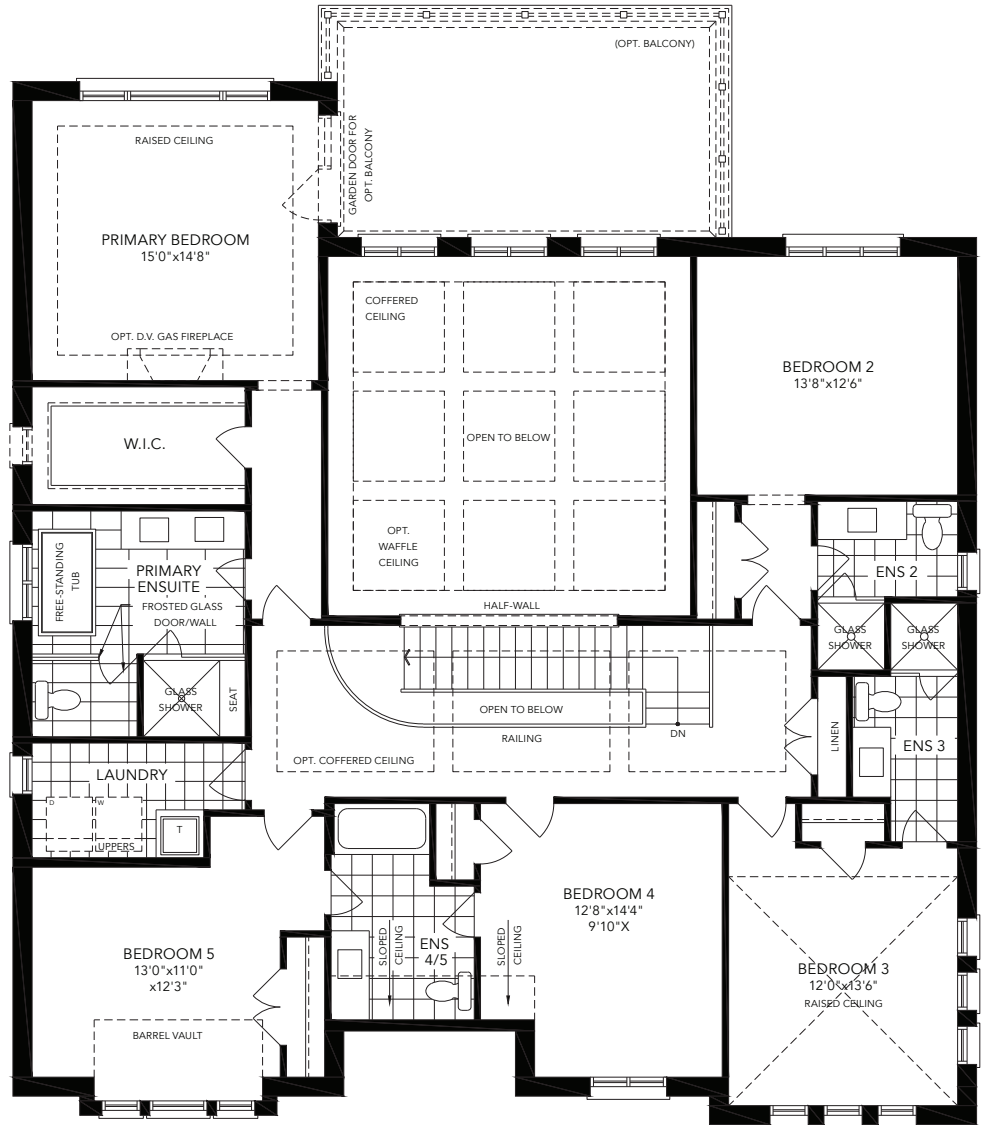 (OPT. BALCONY)
GARDEN DOOR FOR
OPT. BALCONY
RAISED CEILING
PRIMARY BEDROOM
15'0"x14'8"
OPT. D.V. GAS FIREPLACE
COFFERED
CEILING
OPEN TO BELOW
OPT.
WAFFLE
CEILING
BEDROOM 2
13'8"x12'6"
W.I.C.
FREE-STANDING
TUB
PRIMARY
ENSUITE
FROSTED GLASS
DOOR/WALL
GLASS
SHOWER
SEAT
HALF-WALL
OPEN TO BELOW
RAILING
DN
OPT. COFFERED CEILING
ENS 2
GLASS
SHOWER
GLASS
SHOWER
LINEN
ENS 3
LAUNDRY
D
W
UPPERS
T
BEDROOM 5
13'0"x11'0"
x12'3"
BARREL VAULT
SLOPED
CEILING
ENS
4/5
SLOPED
CEILING
BEDROOM 4
12'8"x14'4"
9'10"X
BEDROOM 3
12'0"x13'6"
RAISED CEILING